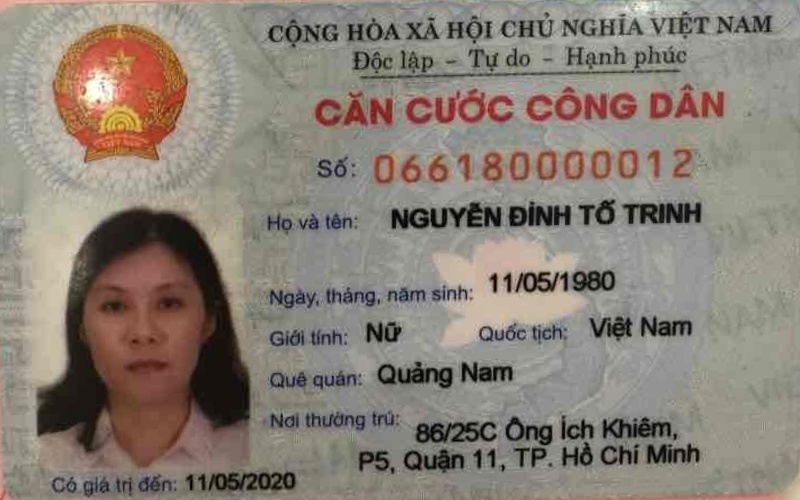 CỘNG HÒA XÃ HỘI CHỦ NGHĨA VIỆT NAM
Độc lập - Tự do - Hạnh phúc
CĂN CƯỚC CÔNG DÂN
Số: 066180000012
Họ và tên: NGUYỄN ĐÌNH TỐ TRINH
Ngày, tháng, năm sinh: 11/05/1980
Giới tính: Nữ Quốc tịch: Việt Nam
Quê quán: Quảng Nam
Nơi thường trú: 86/25C Ông Ích Khiêm,
P5, Quận 11, TP. Hồ Chí Minh
Có giá trị đến: 11/05/2020